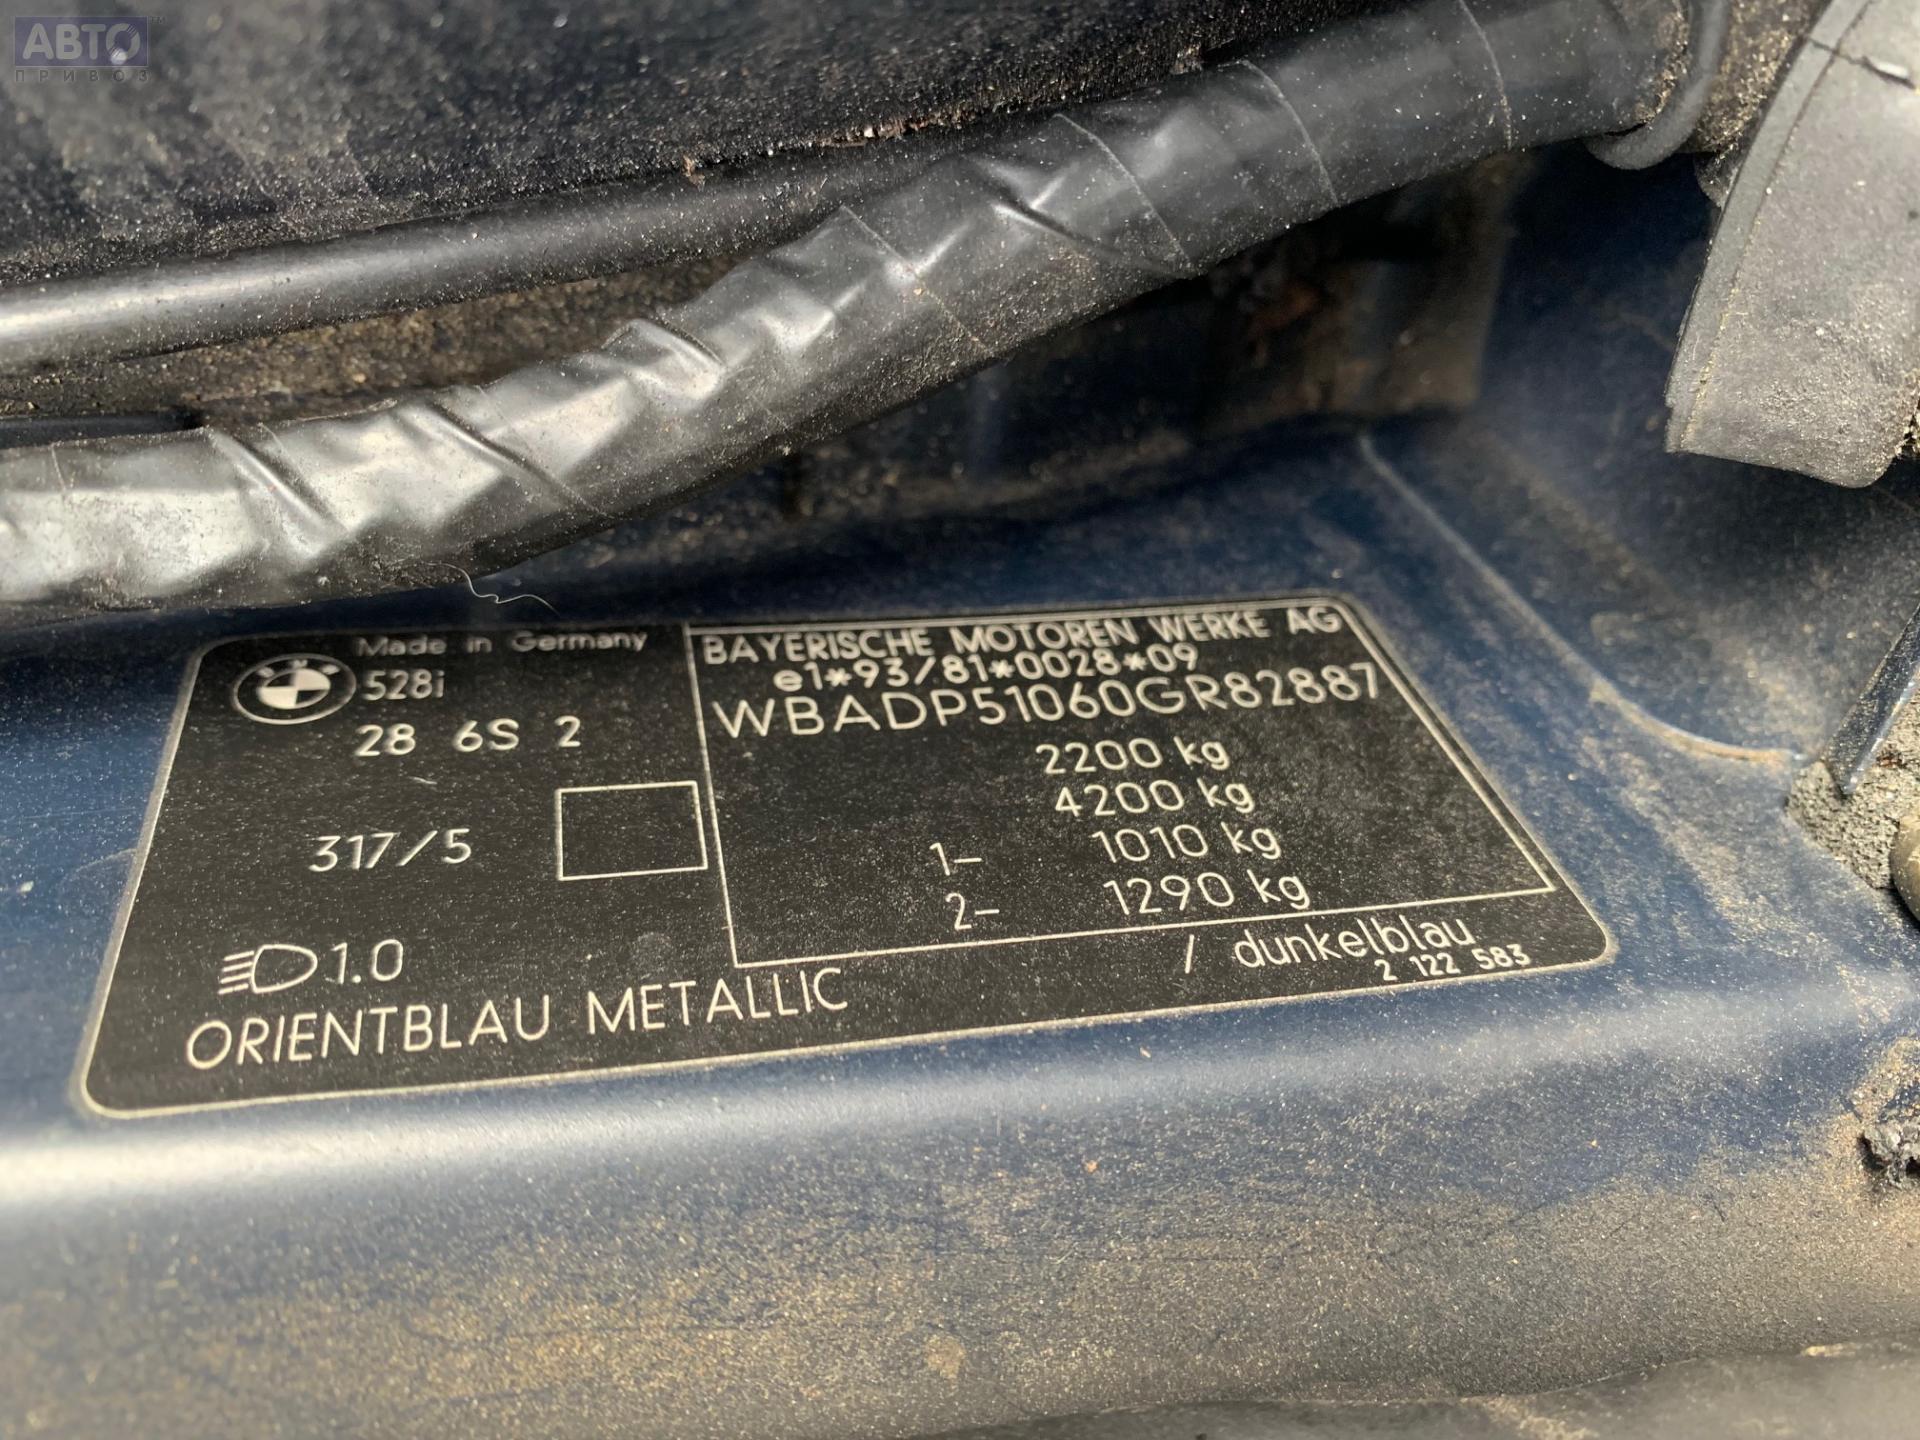 АВТО
ПРИВОЗ
Made in Germany
BMW
528i
28 6S 2
317/5
1.0
ORIENTBLAU METALLIC
BAYERISCHE MOTOREN WERKE AG
e1*93/81*0028*09
WBADP51060GR82887
2200 kg
4200 kg
1– 1010 kg
2– 1290 kg
/ dunkelblau
2 122 583